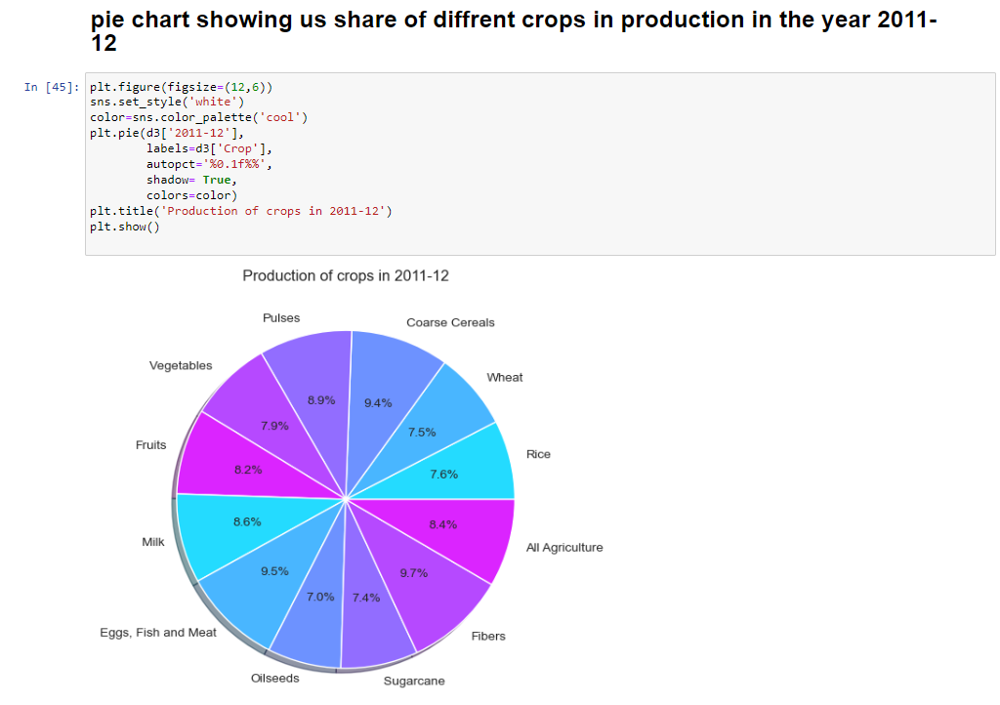 pie chart showing us share of diffrent crops in production in the year 2011-
12
In [45]: plt.figure(figsize=(12,6))
sns.set_style('white')
color=sns.color_palette('cool')
plt.pie(d3['2011-12'],
        labels=d3['Crop'],
        autopct='%0.1f%%',
        shadow= True,
        colors=color)
plt.title('Production of crops in 2011-12')
plt.show()
Production of crops in 2011-12
Pulses
Coarse Cereals
Vegetables
Wheat
8.9%
9.4%
7.9%
7.5%
Fruits
Rice
8.2%
7.6%
8.6%
8.4%
Milk
All Agriculture
9.5%
9.7%
7.0%
7.4%
Eggs, Fish and Meat
Fibers
Oilseeds
Sugarcane